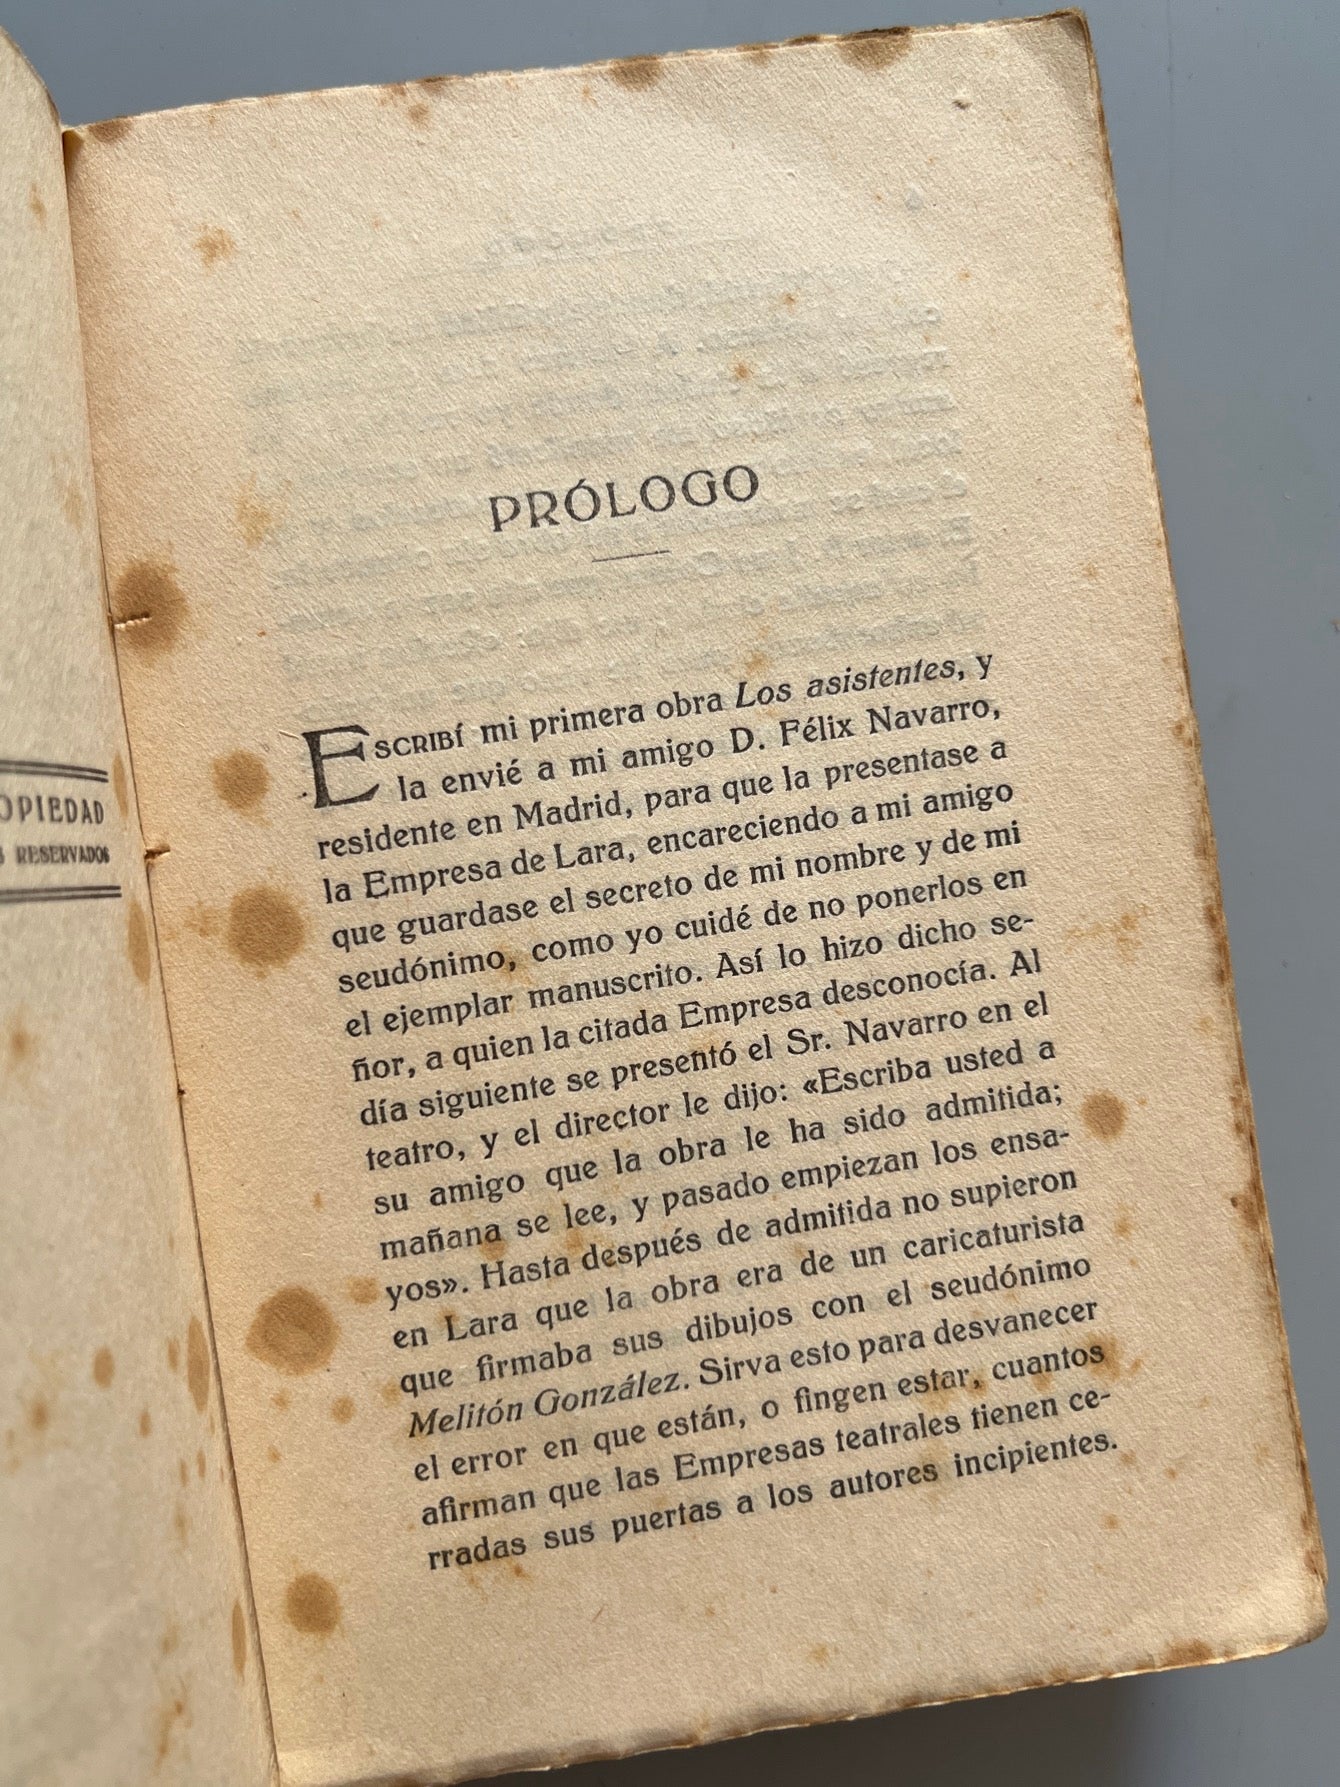 OPIEDAD
RESERVADOS
PRÓLOGO
ESCRIBÍ mi primera obra Los asistentes, y
la envié a mi amigo D. Félix Navarro,
residente en Madrid, para que la presentase a
la Empresa de Lara, encareciendo a mi amigo
que guardase el secreto de mi nombre y de mi
seudónimo, como yo cuidé de no ponerlos en
el ejemplar manuscrito. Así lo hizo dicho se-
ñor, a quien la citada Empresa desconocía. Al
día siguiente se presentó el Sr. Navarro en el
teatro, y el director le dijo: «Escriba usted a
su amigo que la obra le ha sido admitida;
mañana se lee, y pasado empiezan los ensa-
yos». Hasta después de admitida no supieron
en Lara que la obra era de un caricaturista
que firmaba sus dibujos con el seudónimo
Melitón González. Sirva esto para desvanecer
el error en que están, o fingen estar, cuantos
afirman que las Empresas teatrales tienen ce-
rradas sus puertas a los autores incipientes.